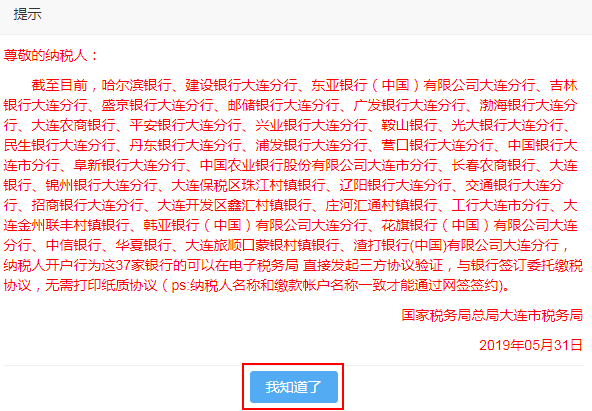 提示
尊敬的纳税人：
截至目前，哈尔滨银行、建设银行大连分行、东亚银行（中国）有限公司大连分行、吉林
银行大连分行、盛京银行大连分行、邮储银行大连分行、广发银行大连分行、渤海银行大连分
行、大连农商银行、平安银行大连分行、兴业银行大连分行、鞍山银行、光大银行大连分行、
民生银行大连分行、丹东银行大连分行、浦发银行大连分行、营口银行大连分行、中国银行大
连市分行、阜新银行大连分行、中国农业银行股份有限公司大连市分行、长春农商银行、大连
银行、锦州银行大连分行、大连保税区珠江村镇银行、辽阳银行大连分行、交通银行大连分
行、招商银行大连分行、大连开发区鑫汇村镇银行、庄河汇通村镇银行、工行大连市分行、大
连金州联丰村镇银行、韩亚银行（中国）有限公司大连分行、花旗银行（中国）有限公司大连
分行、中信银行、华夏银行、大连旅顺口蒙银村镇银行、渣打银行(中国)有限公司大连分行，
纳税人开户行为这37家银行的可以在电子税务局 直接发起三方协议验证，与银行签订委托缴税
协议，无需打印纸质协议（ps:纳税人名称和缴款帐户名称一致才能通过网签签约)。
国家税务局总局大连市税务局
2019年05月31日
我知道了